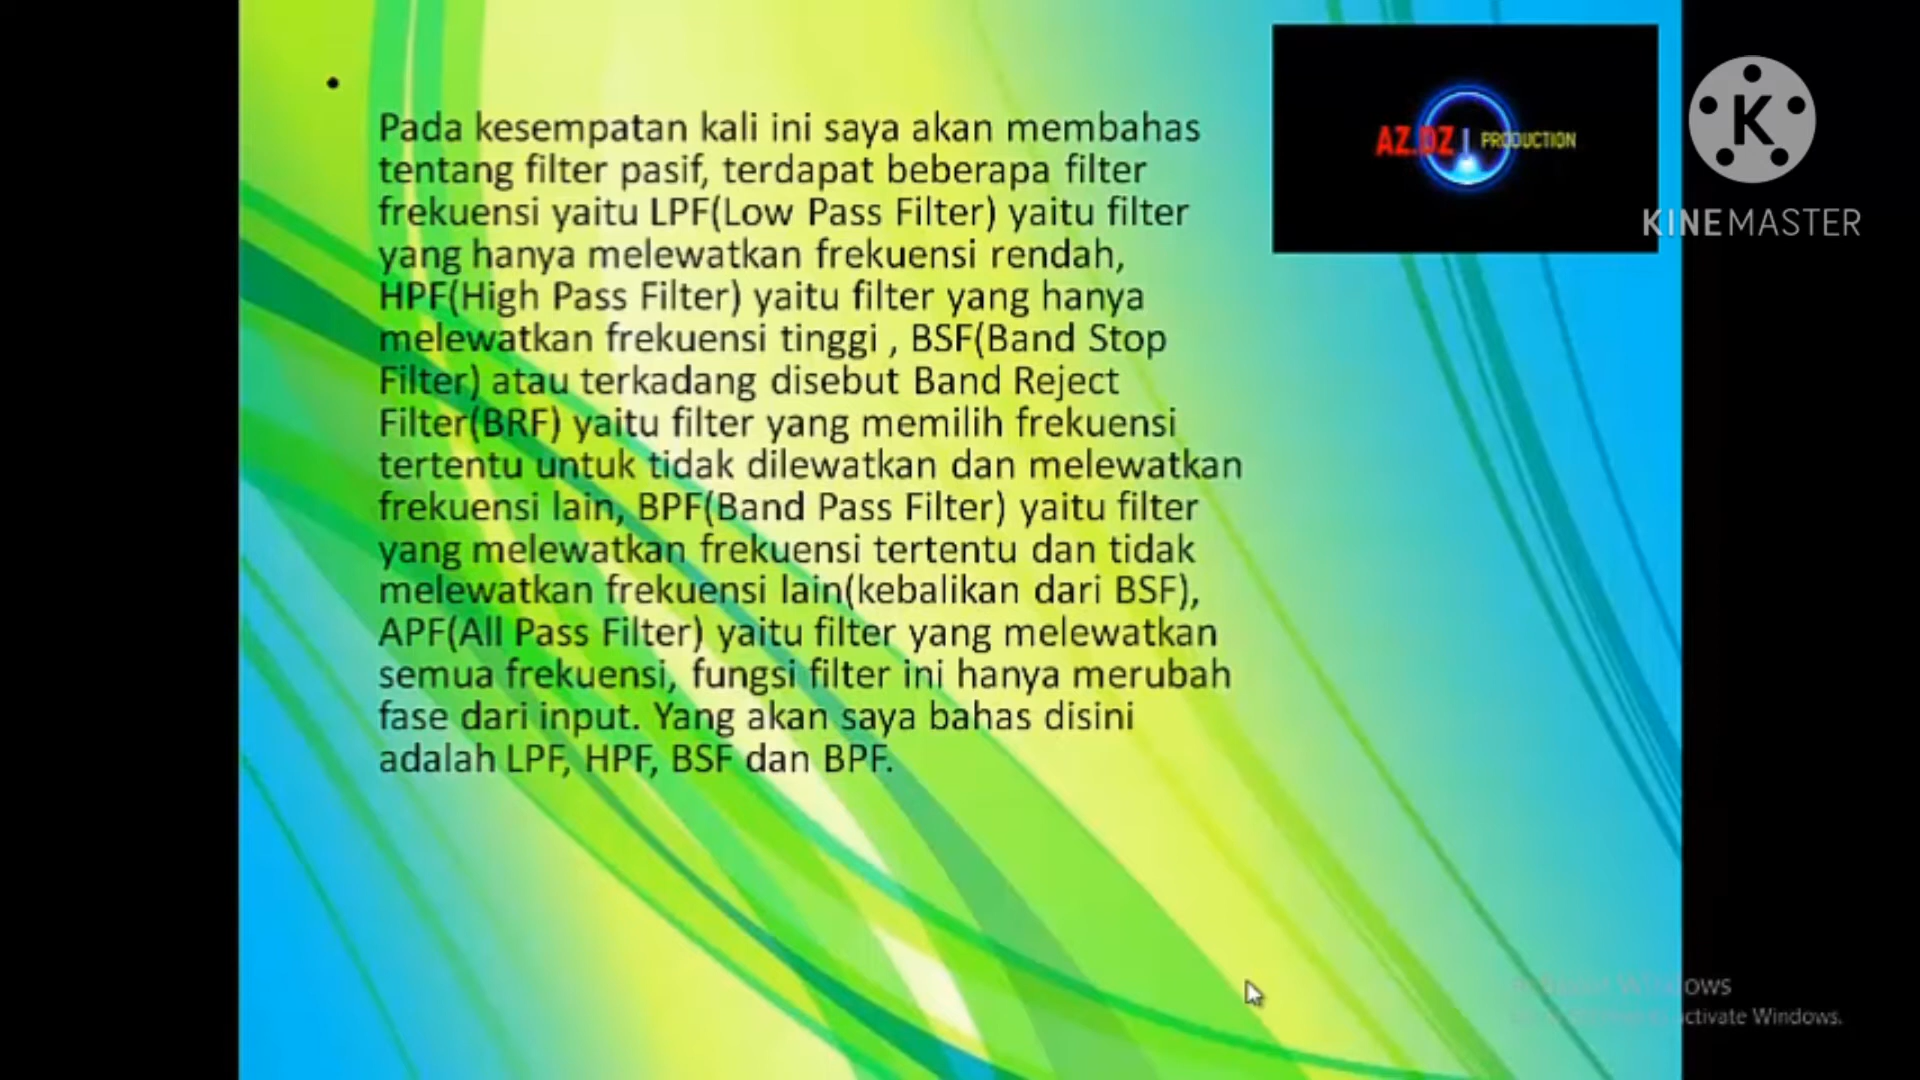 Pada kesempatan kali ini saya akan membahas
tentang filter pasif, terdapat beberapa filter
frekuensi yaitu LPF(Low Pass Filter) yaitu filter
yang hanya melewatkan frekuensi rendah,
HPF(High Pass Filter) yaitu filter yang hanya
melewatkan frekuensi tinggi , BSF(Band Stop
Filter) atau terkadang disebut Band Reject
Filter(BRF) yaitu filter yang memilih frekuensi
tertentu untuk tidak dilewatkan dan melewatkan
frekuensi lain, BPF(Band Pass Filter) yaitu filter
yang melewatkan frekuensi tertentu dan tidak
melewatkan frekuensi lain(kebalikan dari BSF),
APF(All Pass Filter) yaitu filter yang melewatkan
semua frekuensi, fungsi filter ini hanya merubah
fase dari input. Yang akan saya bahas disini
adalah LPF, HPF, BSF dan BPF.
AZ.DZ PRODUCTION
K
KINEMASTER
Windows
activate Windows.